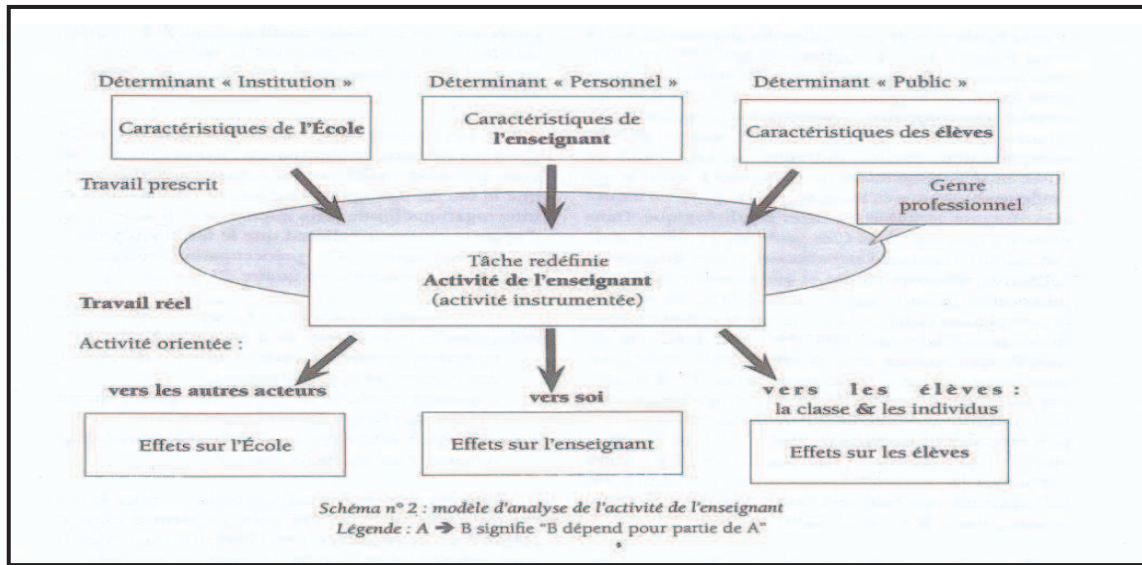 Déterminant « Institution »
Déterminant « Personnel »
Déterminant « Public »
Caractéristiques de l'École
Caractéristiques de
l'enseignant
Caractéristiques des élèves
Travail prescrit
Genre
professionnel
Tâche redéfinie
Activité de l'enseignant
(activité instrumentée)
Travail réel
Activité orientée :
vers les autres acteurs
vers soi
vers les élèves :
la classe & les individus
Effets sur l'École
Effets sur l'enseignant
Effets sur les élèves
Schéma n° 2 : modèle d'analyse de l'activité de l'enseignant
Légende : A ➔ B signifie "B dépend pour partie de A"